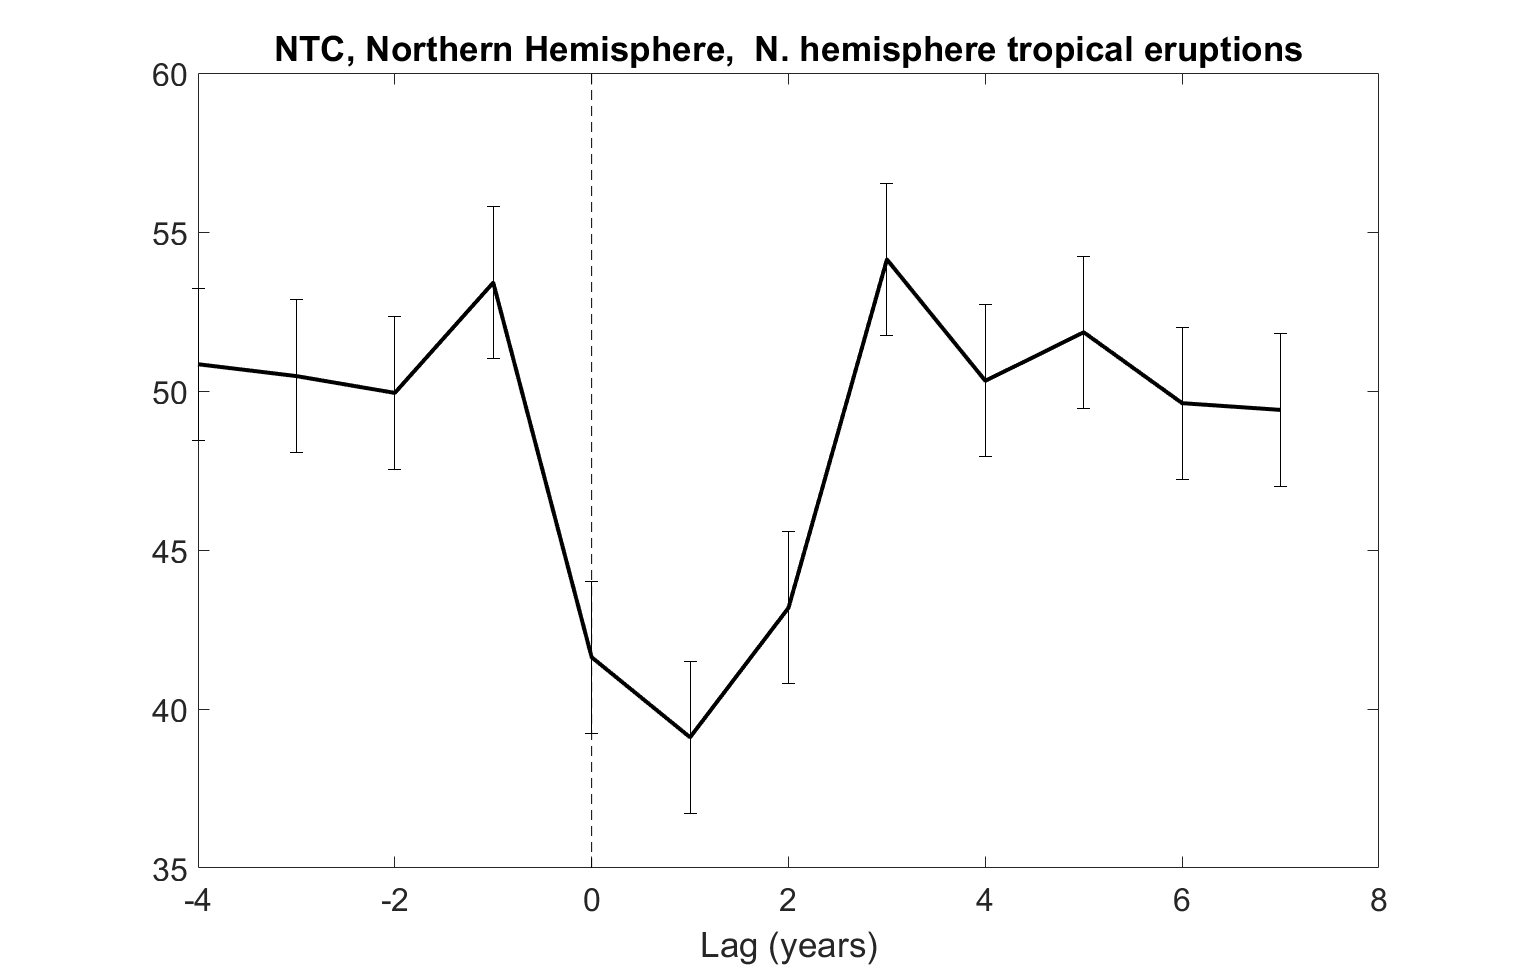 NTC, Northern Hemisphere,  N. hemisphere tropical eruptions
60
55
50
45
40
35
-4 -2 0 2 4 6 8
Lag (years)